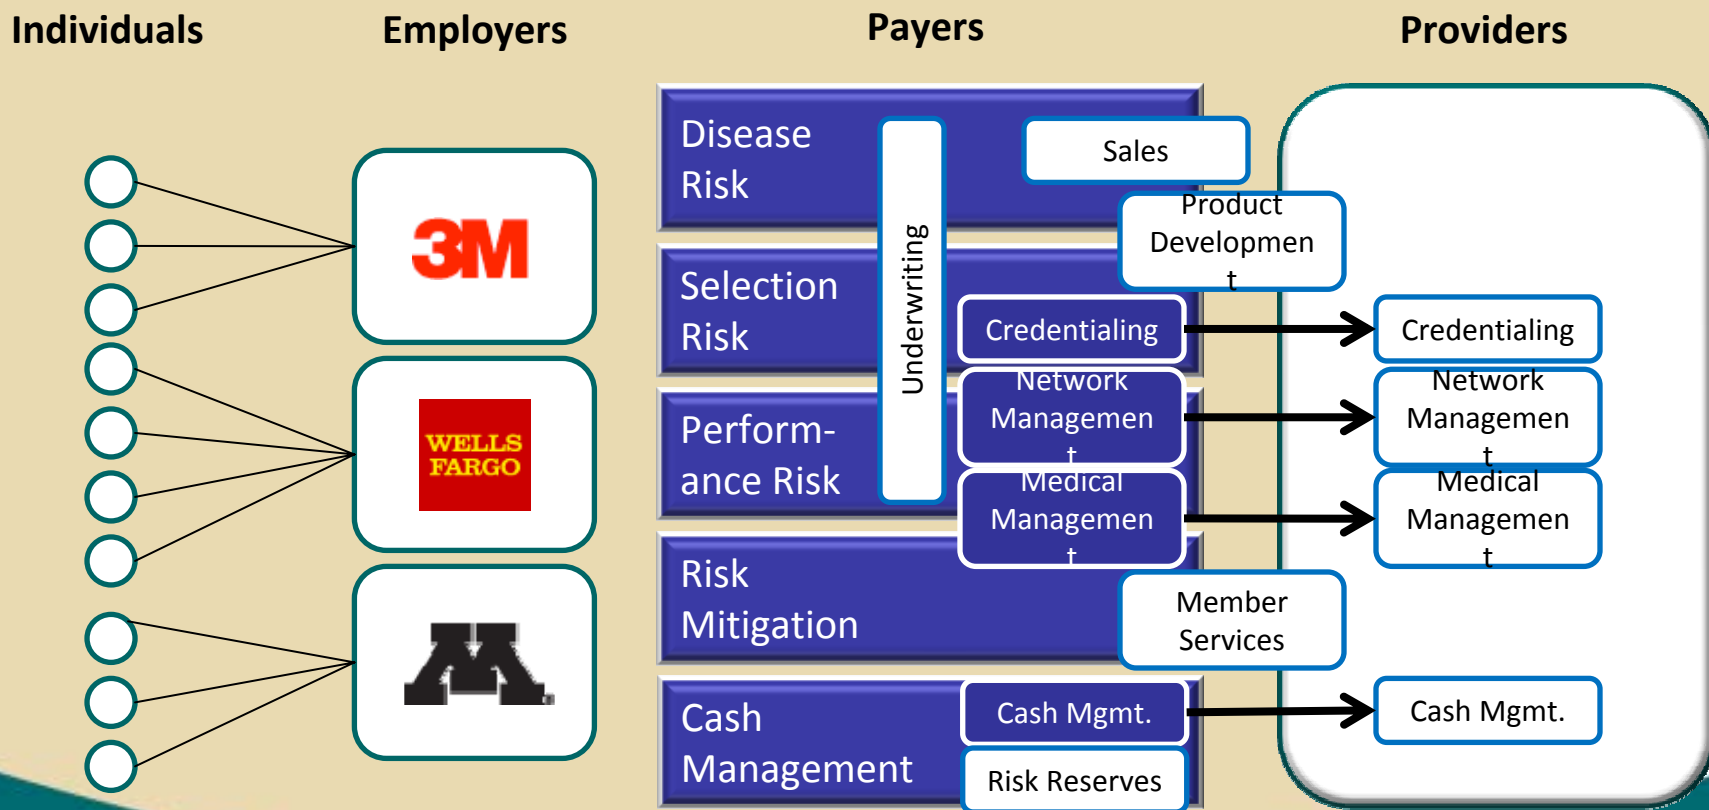 Individuals
Employers
Payers
Providers
3M
WELLS
FARGO
M
Disease
Risk
Selection
Risk
Perform-
ance Risk
Risk
Mitigation
Cash
Management
Underwriting
Sales
Product
Developmen
t
Credentialing
Network
Managemen
t
Medical
Managemen
t
Member
Services
Cash Mgmt.
Risk Reserves
Credentialing
Network
Managemen
t
Medical
Managemen
t
Cash Mgmt.